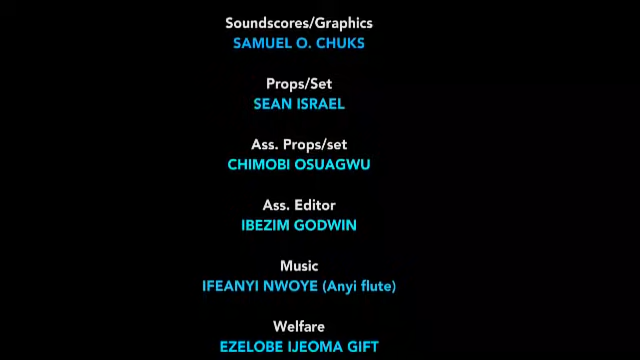 Soundscores/Graphics
SAMUEL O. CHUKS
Props/Set
SEAN ISRAEL
Ass. Props/set
CHIMOBI OSUAGWU
Ass. Editor
IBEZIM GODWIN
Music
IFEANYI NWOYE (Anyi flute)
Welfare
EZELOBE IJEOMA GIFT